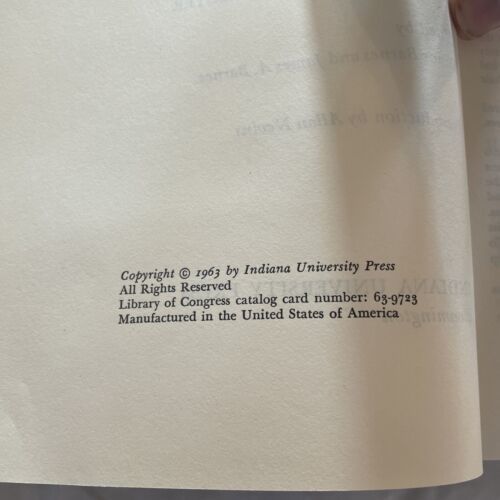 Copyright © 1963 by Indiana University Press
All Rights Reserved
Library of Congress catalog card number: 63-9723
Manufactured in the United States of America